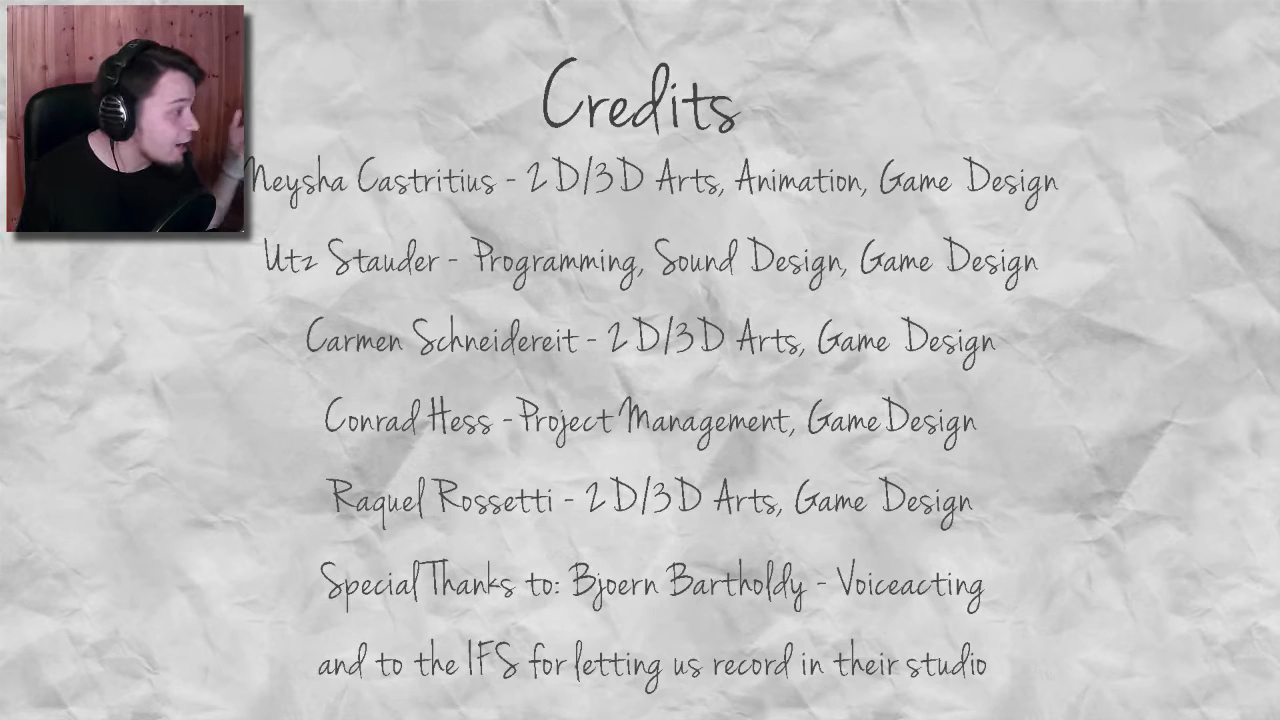 Credits
Neysha Castritius - 2D/3D Arts, Animation, Game Design
Utz Stauder - Programming, Sound Design, Game Design
Carmen Schneidereit - 2D/3D Arts, Game Design
Conrad Hess - Project Management, Game Design
Raquel Rossetti - 2D/3D Arts, Game Design
Special Thanks to: Bjoern Bartholdy - Voiceacting
and to the IFS for letting us record in their studio